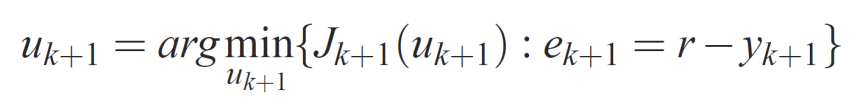 u_{k+1} = arg min_{u_{k+1}} {J_{k+1}(u_{k+1}) : e_{k+1} = r − y_{k+1}}